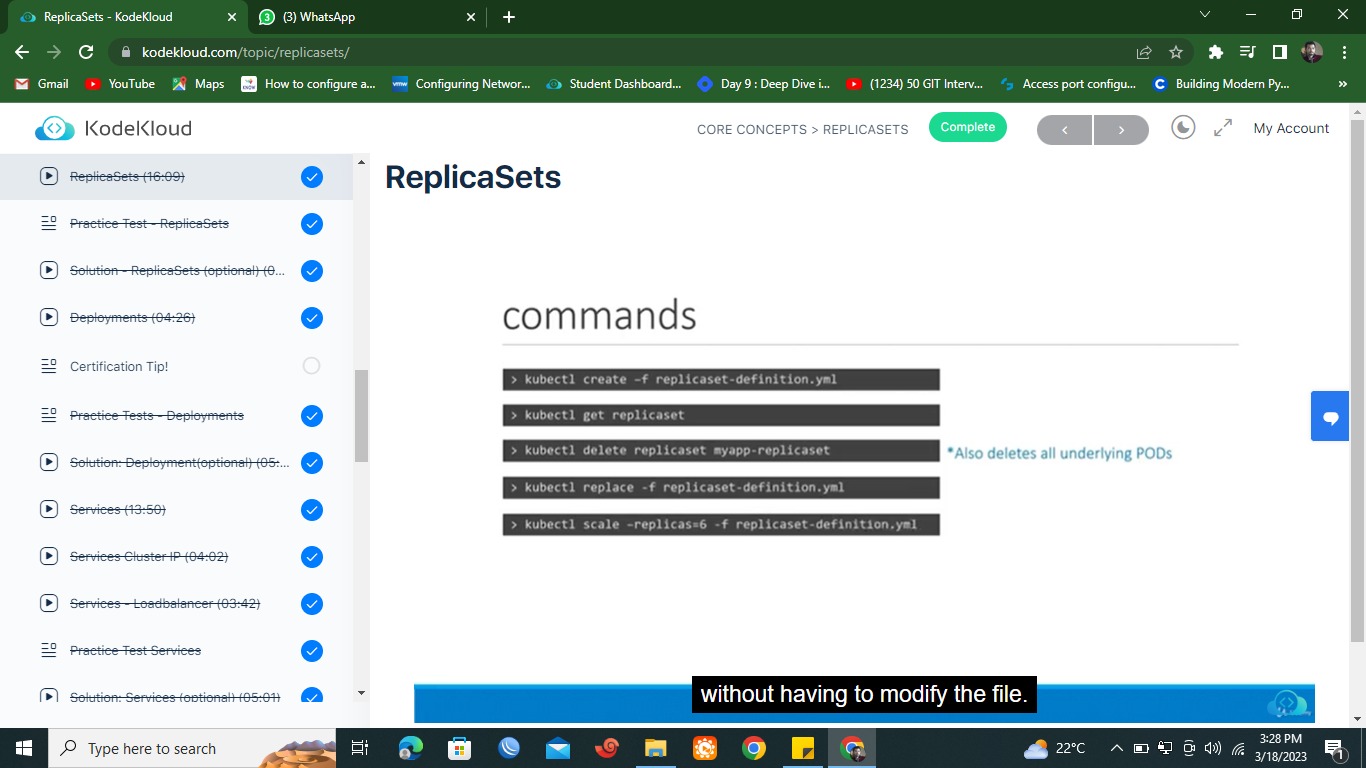 ReplicaSets - KodeKloud
(3) WhatsApp
kodekloud.com/topic/replicasets/
Gmail
YouTube
Maps
How to configure a...
Configuring Networ...
Student Dashboard...
Day 9 : Deep Dive i...
(1234) 50 GIT Interv...
Access port configu...
Building Modern Py...
KodeKloud
CORE CONCEPTS > REPLICASETS
Complete
My Account
ReplicaSets (16:09)
Practice Test - ReplicaSets
Solution - ReplicaSets (optional) (0...
Deployments (04:26)
Certification Tip!
Practice Tests - Deployments
Solution: Deployment(optional) (05:...
Services (13:50)
Services Cluster IP (04:02)
Services - Loadbalancer (03:42)
Practice Test Services
Solution: Services (optional) (05:01)
ReplicaSets
commands
> kubectl create –f replicaset-definition.yml
> kubectl get replicaset
> kubectl delete replicaset myapp-replicaset
*Also deletes all underlying PODs
> kubectl replace -f replicaset-definition.yml
> kubectl scale –replicas=6 -f replicaset-definition.yml
without having to modify the file.
Type here to search
22°C
3:28 PM
3/18/2023
1